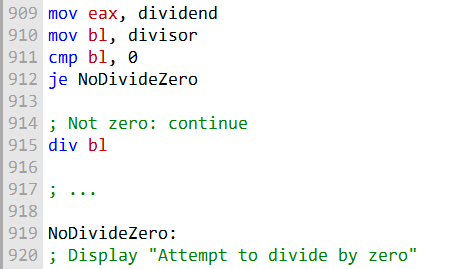 909 mov eax, dividend
910 mov bl, divisor
911 cmp bl, 0
912 je NoDivideZero
913
914 ; Not zero: continue
915 div bl
916
917 ; ...
918
919 NoDivideZero:
920 ; Display "Attempt to divide by zero"